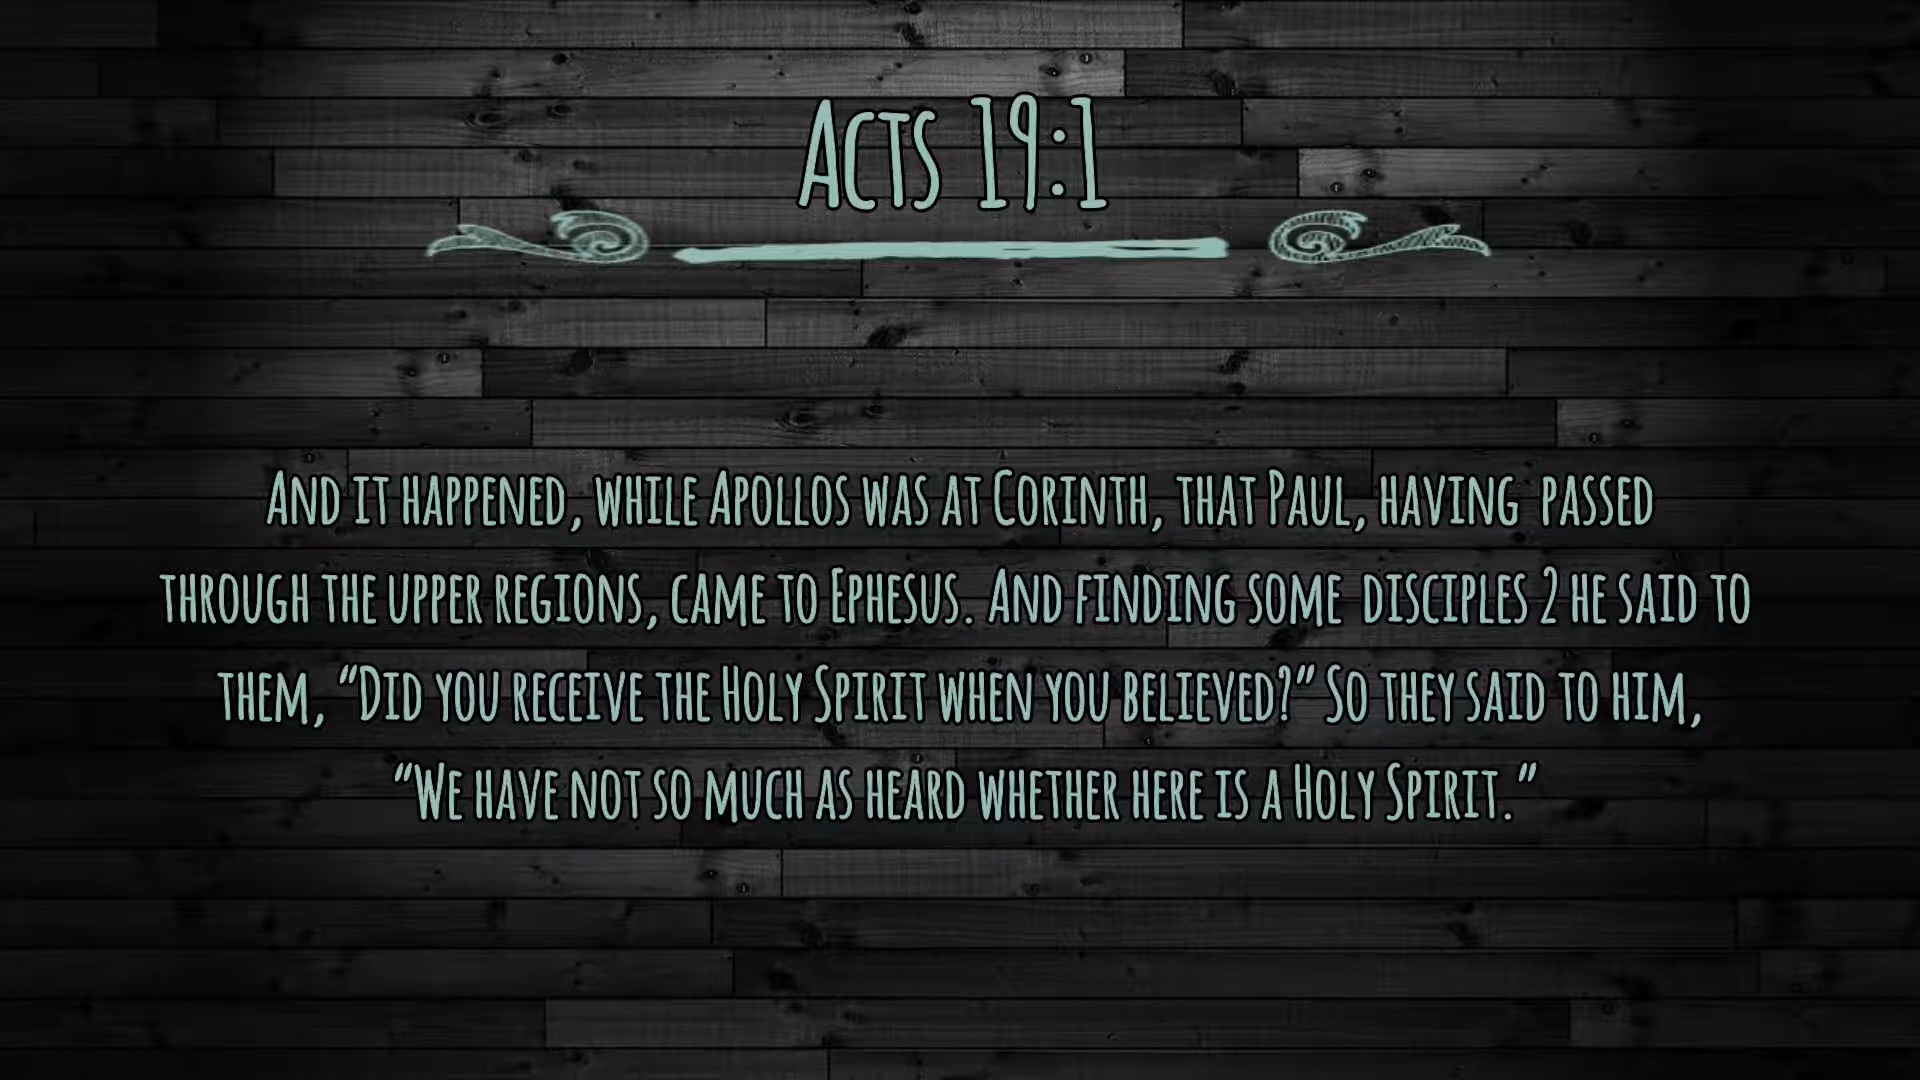 Acts 19:1
And it happened, while Apollos was at Corinth, that Paul, having passed
through the upper regions, came to Ephesus. And finding some disciples 2 he said to
them, “Did you receive the Holy Spirit when you believed?” So they said to him,
“We have not so much as heard whether here is a Holy Spirit.”